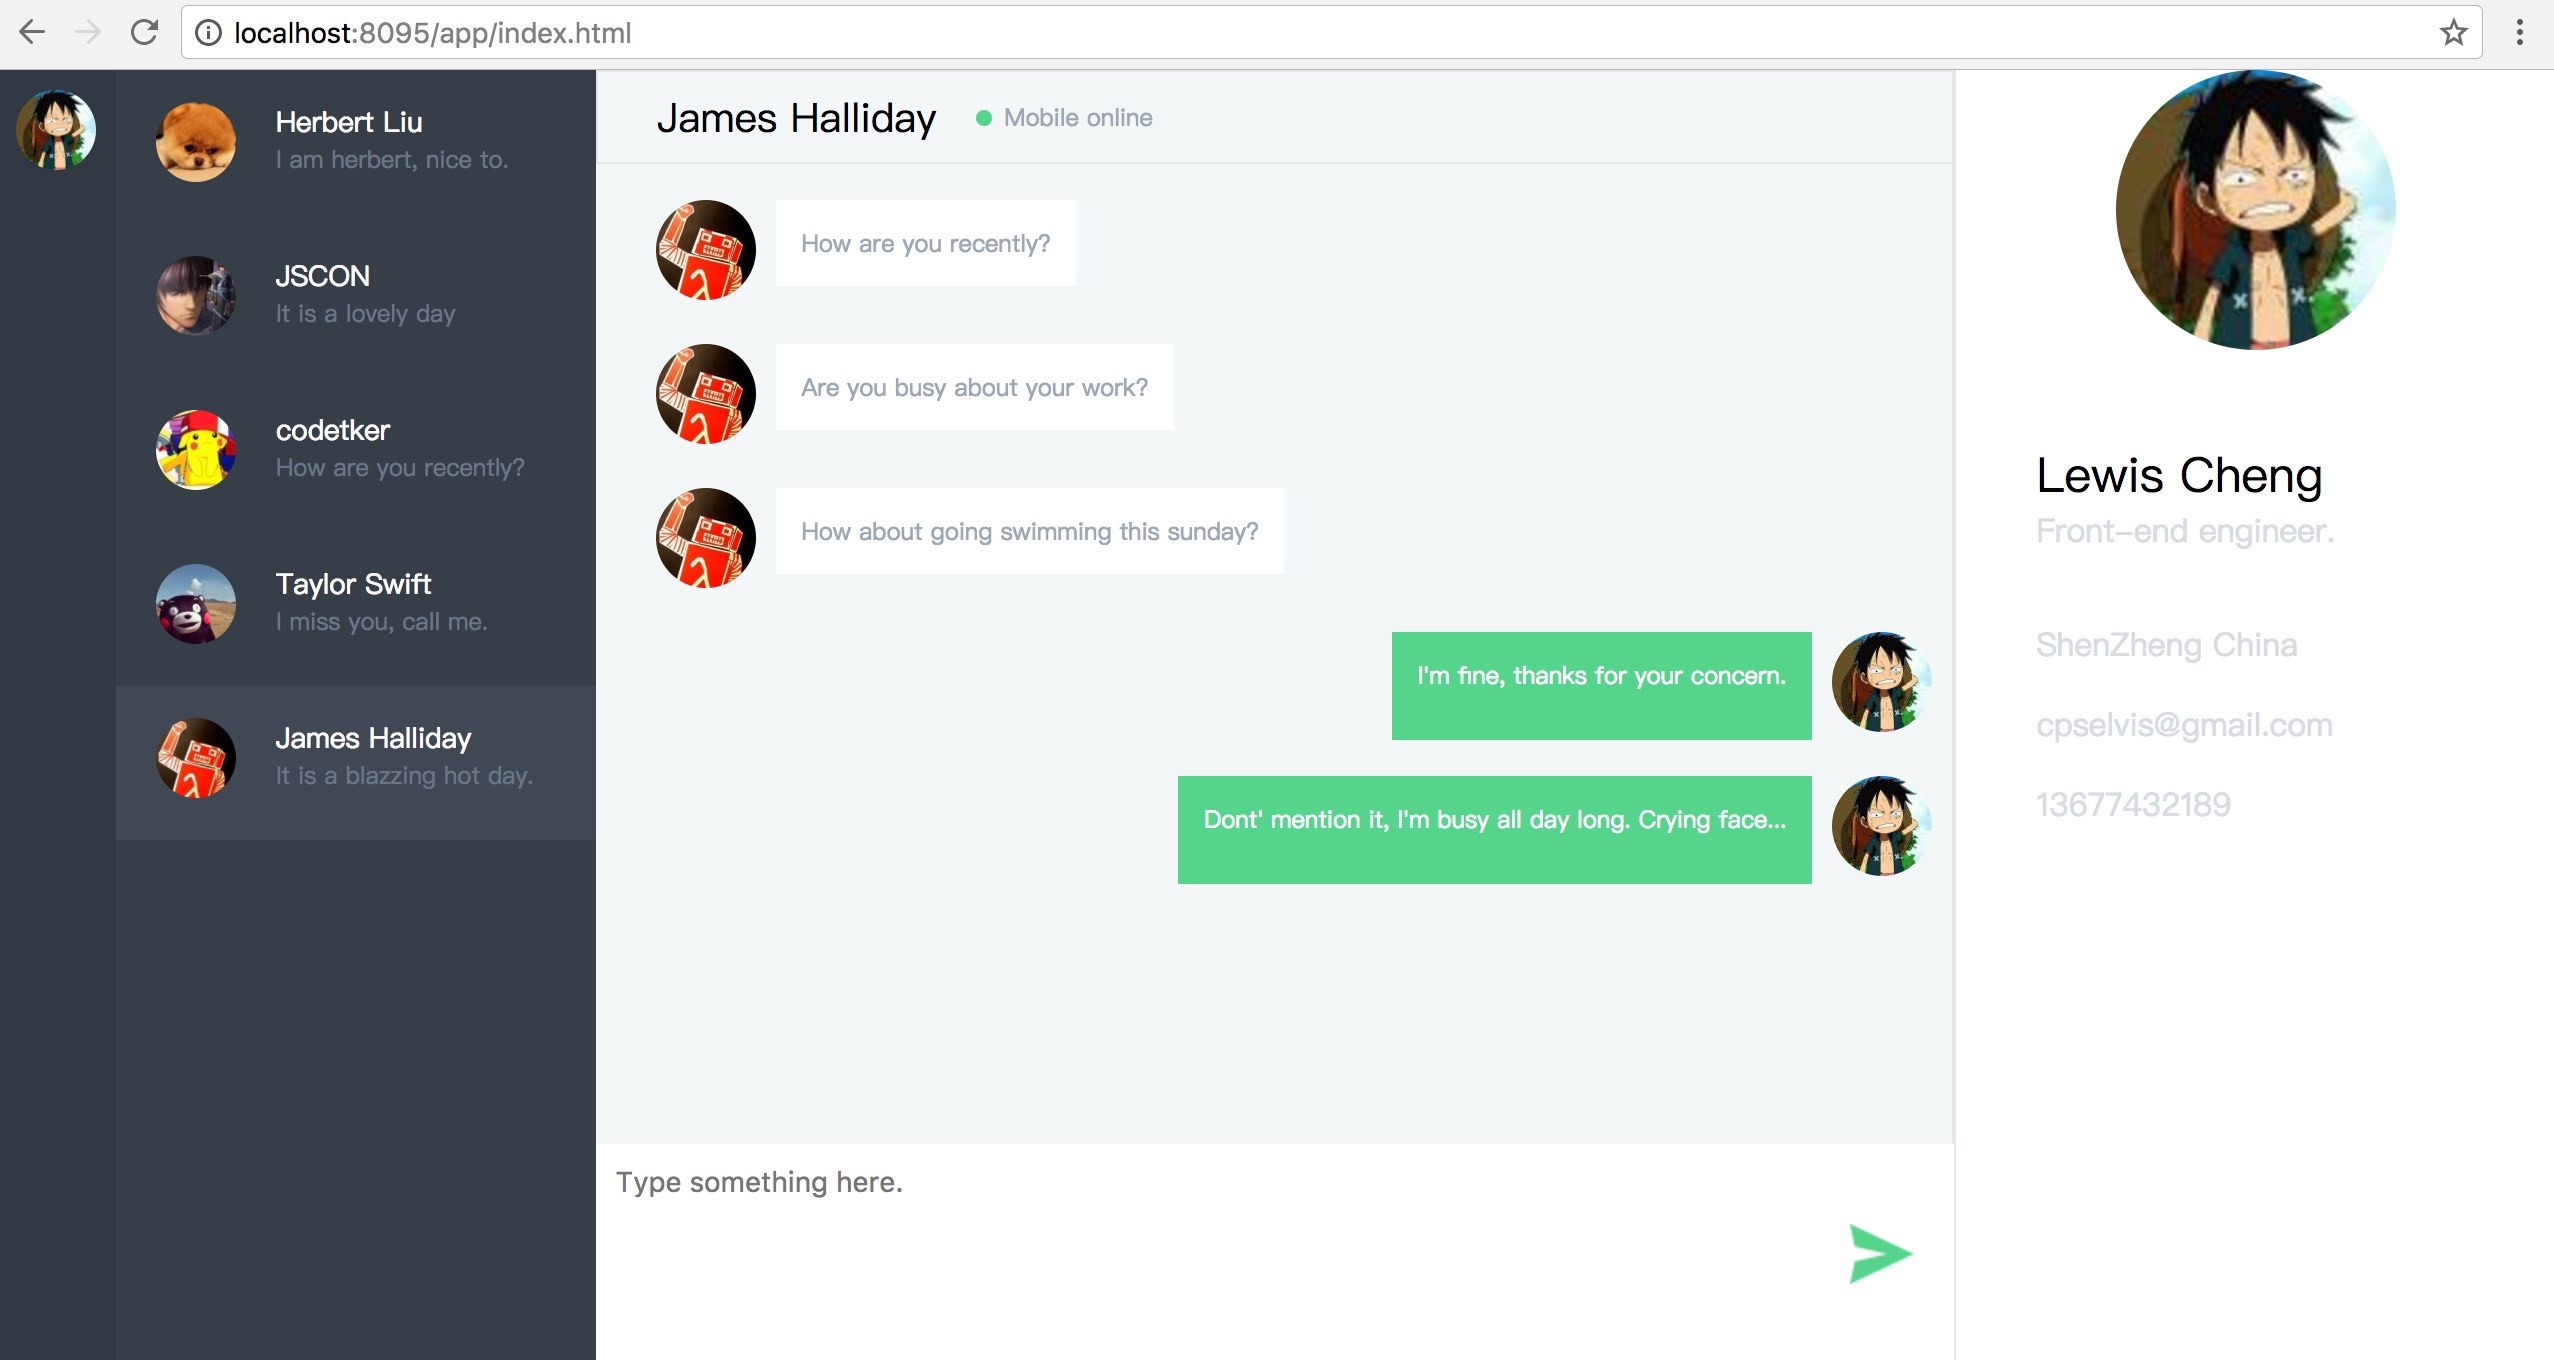 localhost:8095/app/index.html
Herbert Liu
I am herbert, nice to.
JSCON
It is a lovely day
codetker
How are you recently?
Taylor Swift
I miss you, call me.
James Halliday
It is a blazzing hot day.
James Halliday
Mobile online
How are you recently?
Are you busy about your work?
How about going swimming this sunday?
I'm fine, thanks for your concern.
Dont' mention it, I'm busy all day long. Crying face...
Type something here.
Lewis Cheng
Front-end engineer.
ShenZheng China
cpselvis@gmail.com
13677432189